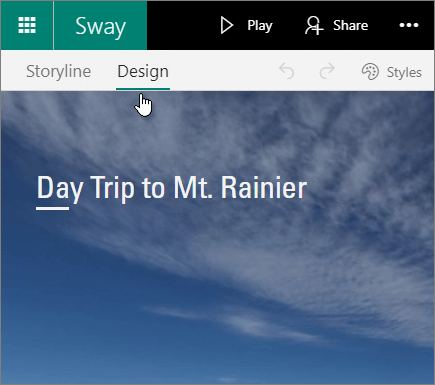 Sway Play Share
Storyline Design Styles
Day Trip to Mt. Rainier